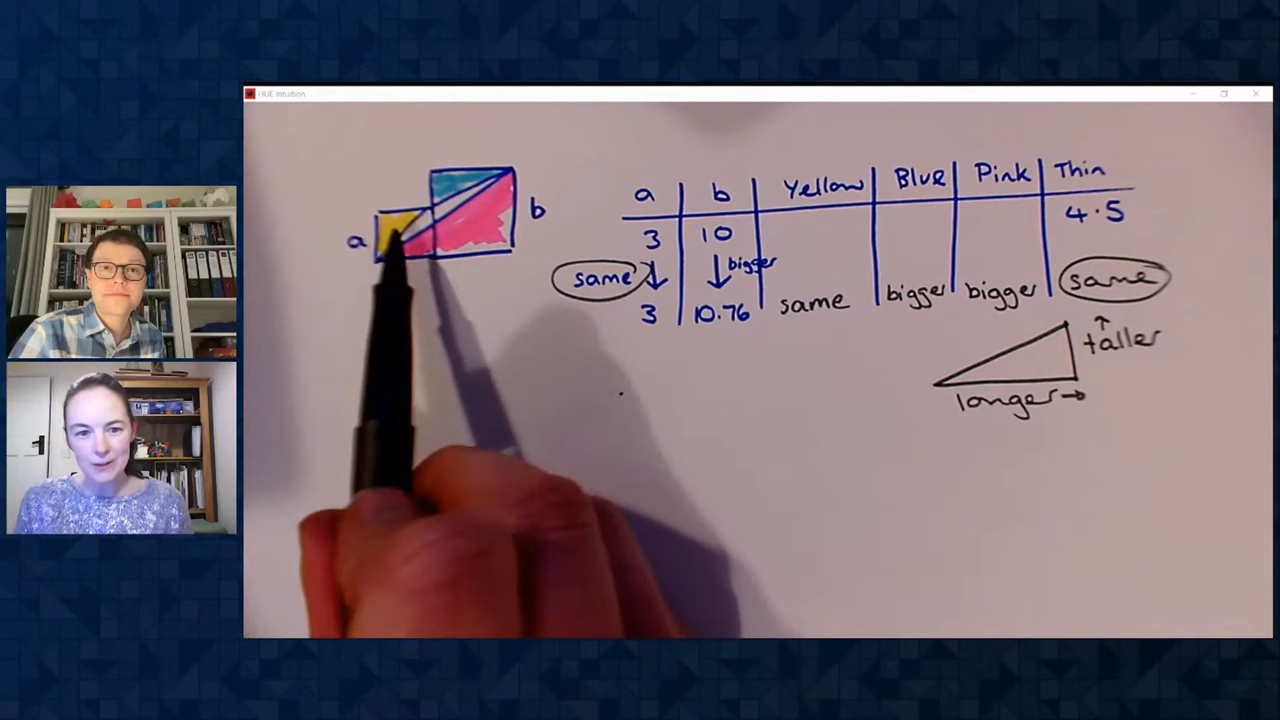 HUE Intuition
a
b
a b Yellow Blue Pink Thin
3 10 4.5
same bigger
same bigger bigger same
3 10.76
taller
longer